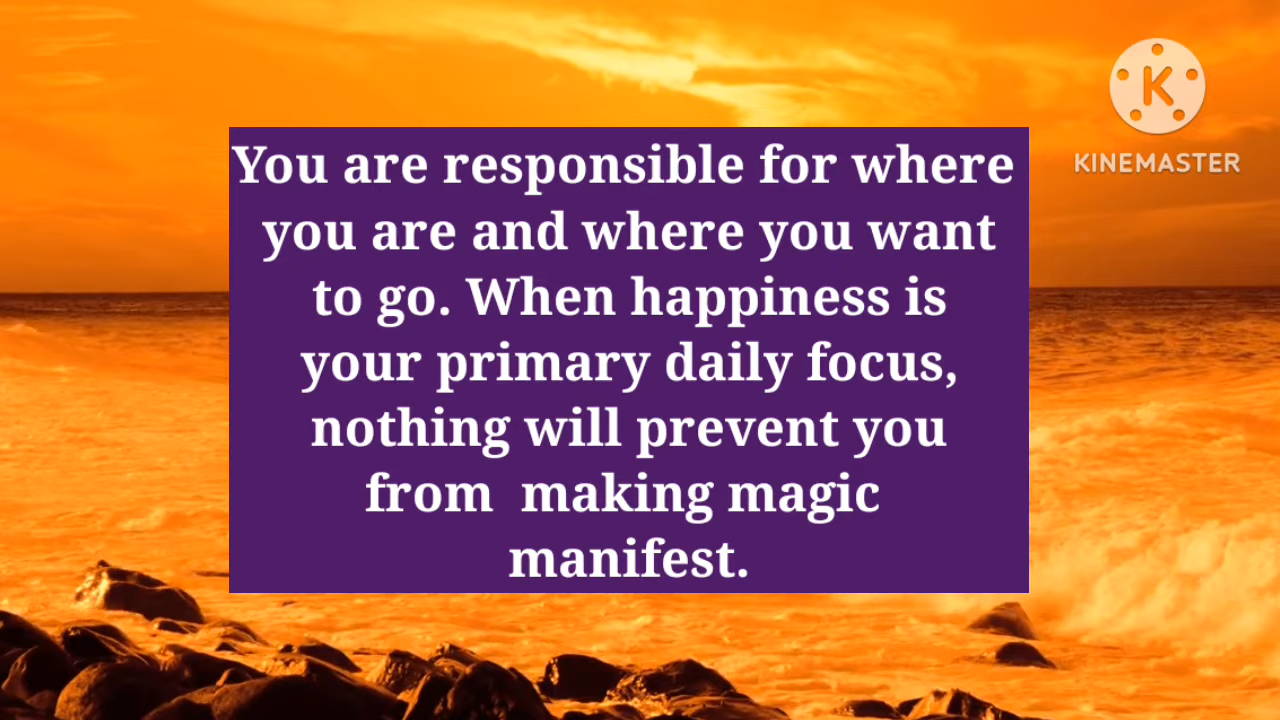 K
KINEMASTER
You are responsible for where
you are and where you want
to go. When happiness is
your primary daily focus,
nothing will prevent you
from  making magic
manifest.